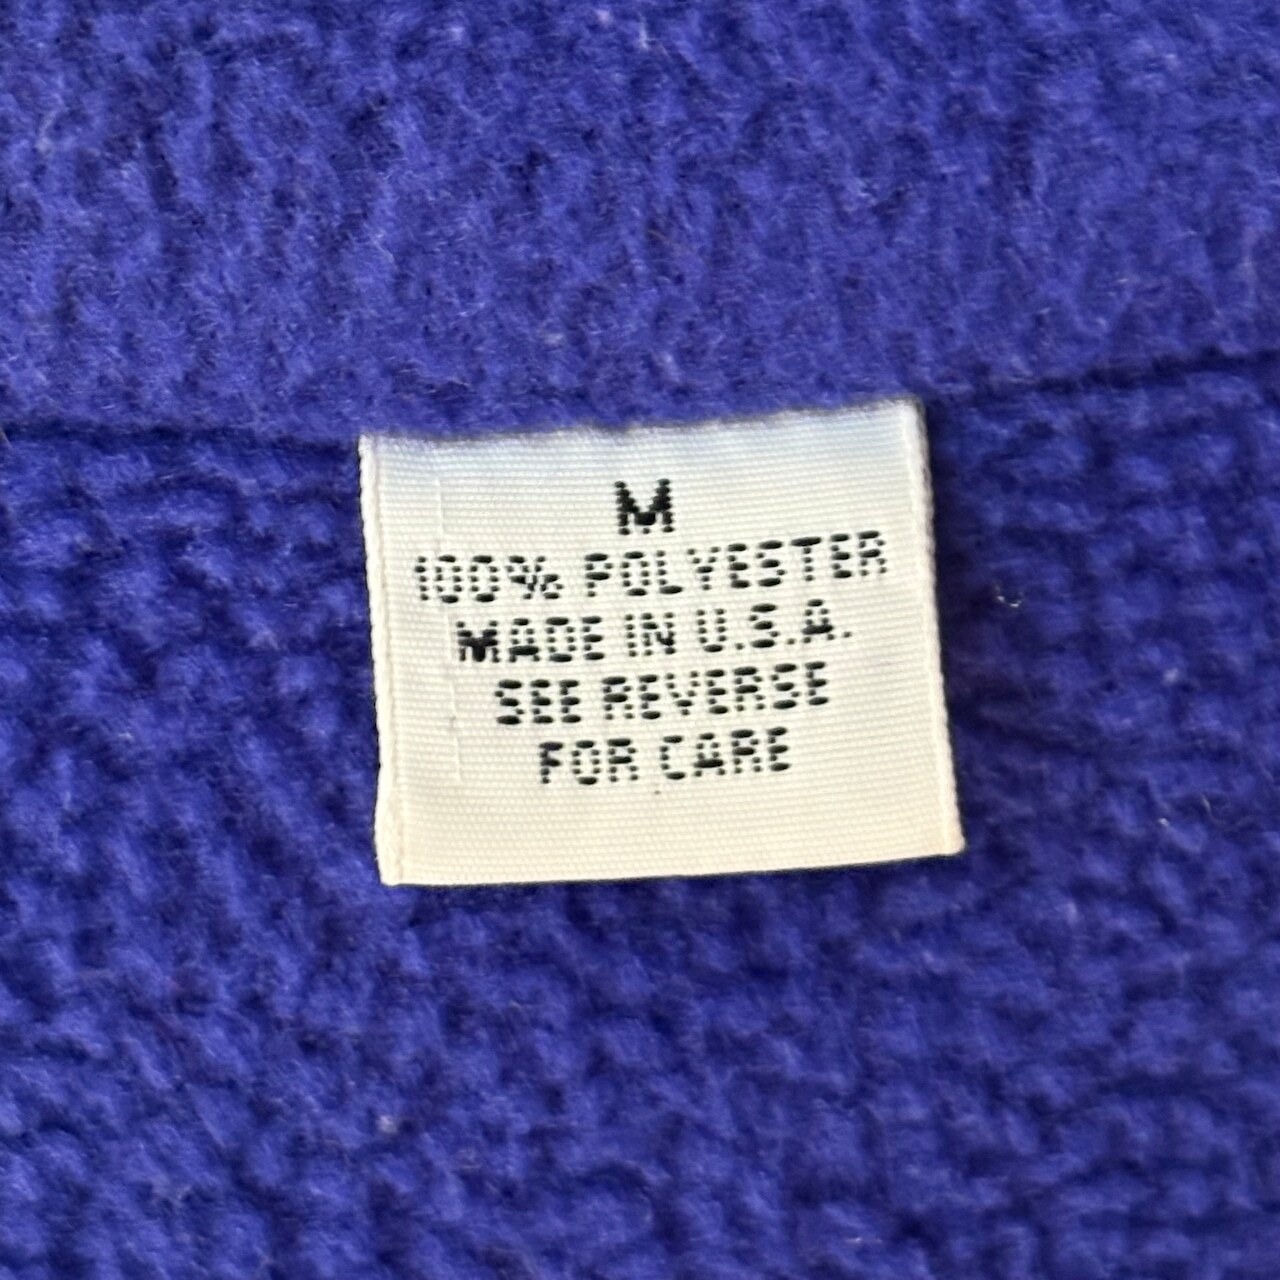 M
100% POLYESTER
MADE IN U.S.A.
SEE REVERSE
FOR CARE